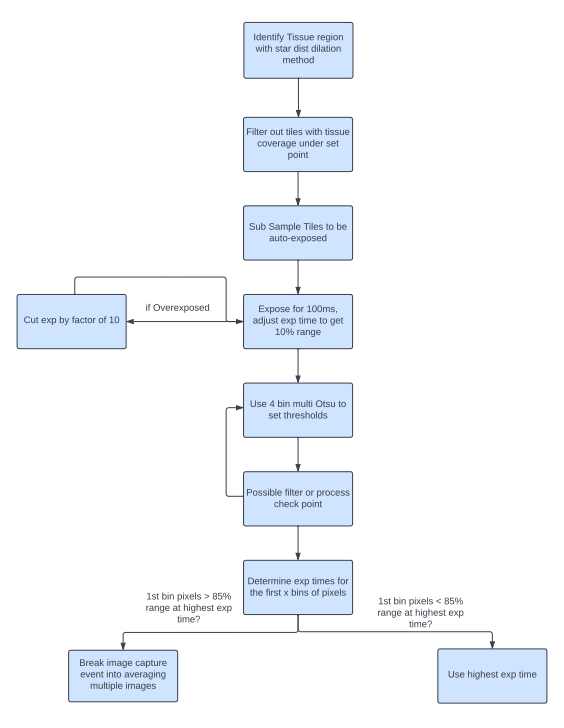 Identify Tissue region
with star dist dilation
method
Filter out tiles with tissue
coverage under set
point
Sub Sample Tiles to be
auto-exposed
Cut exp by factor of 10
if Overexposed
Expose for 100ms,
adjust exp time to get
10% range
Use 4 bin multi Otsu to
set thresholds
Possible filter or process
check point
Determine exp times for
the first x bins of pixels
1st bin pixels > 85%
range at highest exp
time?
1st bin pixels < 85%
range at highest exp
time?
Break image capture
event into averaging
multiple images
Use highest exp time